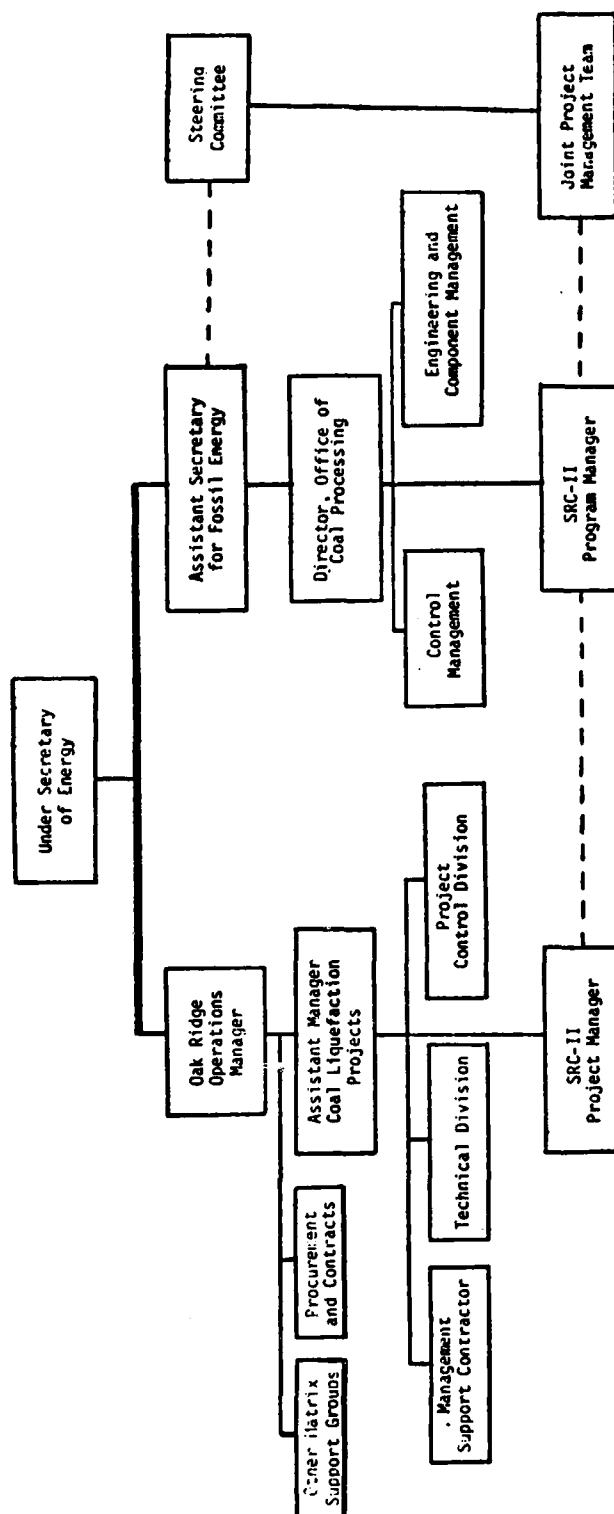 Under Secretary
of Energy
Oak Ridge
Operations
Manager
Assistant Secretary
for Fossil Energy
Steering
Committee
Other Matrix
Support Groups
Procurement
and Contracts
Assistant Manager
Coal Liquefaction
Projects
Director, Office of
Coal Processing
Management
Support Contractor
Technical Division
Project
Control Division
Control
Management
Engineering and
Component Management
SRC-II
Project Manager
SRC-II
Program Manager
Joint Project
Management Team